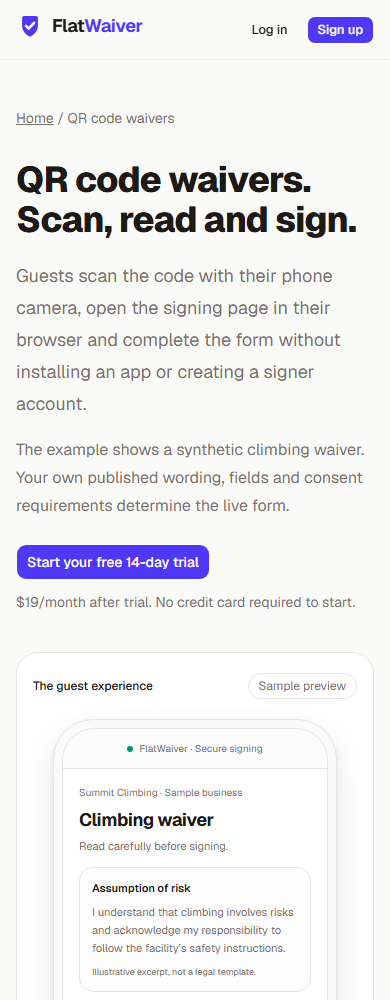 FlatWaiver
Log in
Sign up
Home / QR code waivers
QR code waivers.
Scan, read and sign.
Guests scan the code with their phone
camera, open the signing page in their
browser and complete the form without
installing an app or creating a signer
account.
The example shows a synthetic climbing waiver.
Your own published wording, fields and consent
requirements determine the live form.
Start your free 14-day trial
$19/month after trial. No credit card required to start.
The guest experience
Sample preview
FlatWaiver · Secure signing
Summit Climbing · Sample business
Climbing waiver
Read carefully before signing.
Assumption of risk
I understand that climbing involves risks
and acknowledge my responsibility to
follow the facility's safety instructions.
Illustrative excerpt, not a legal template.